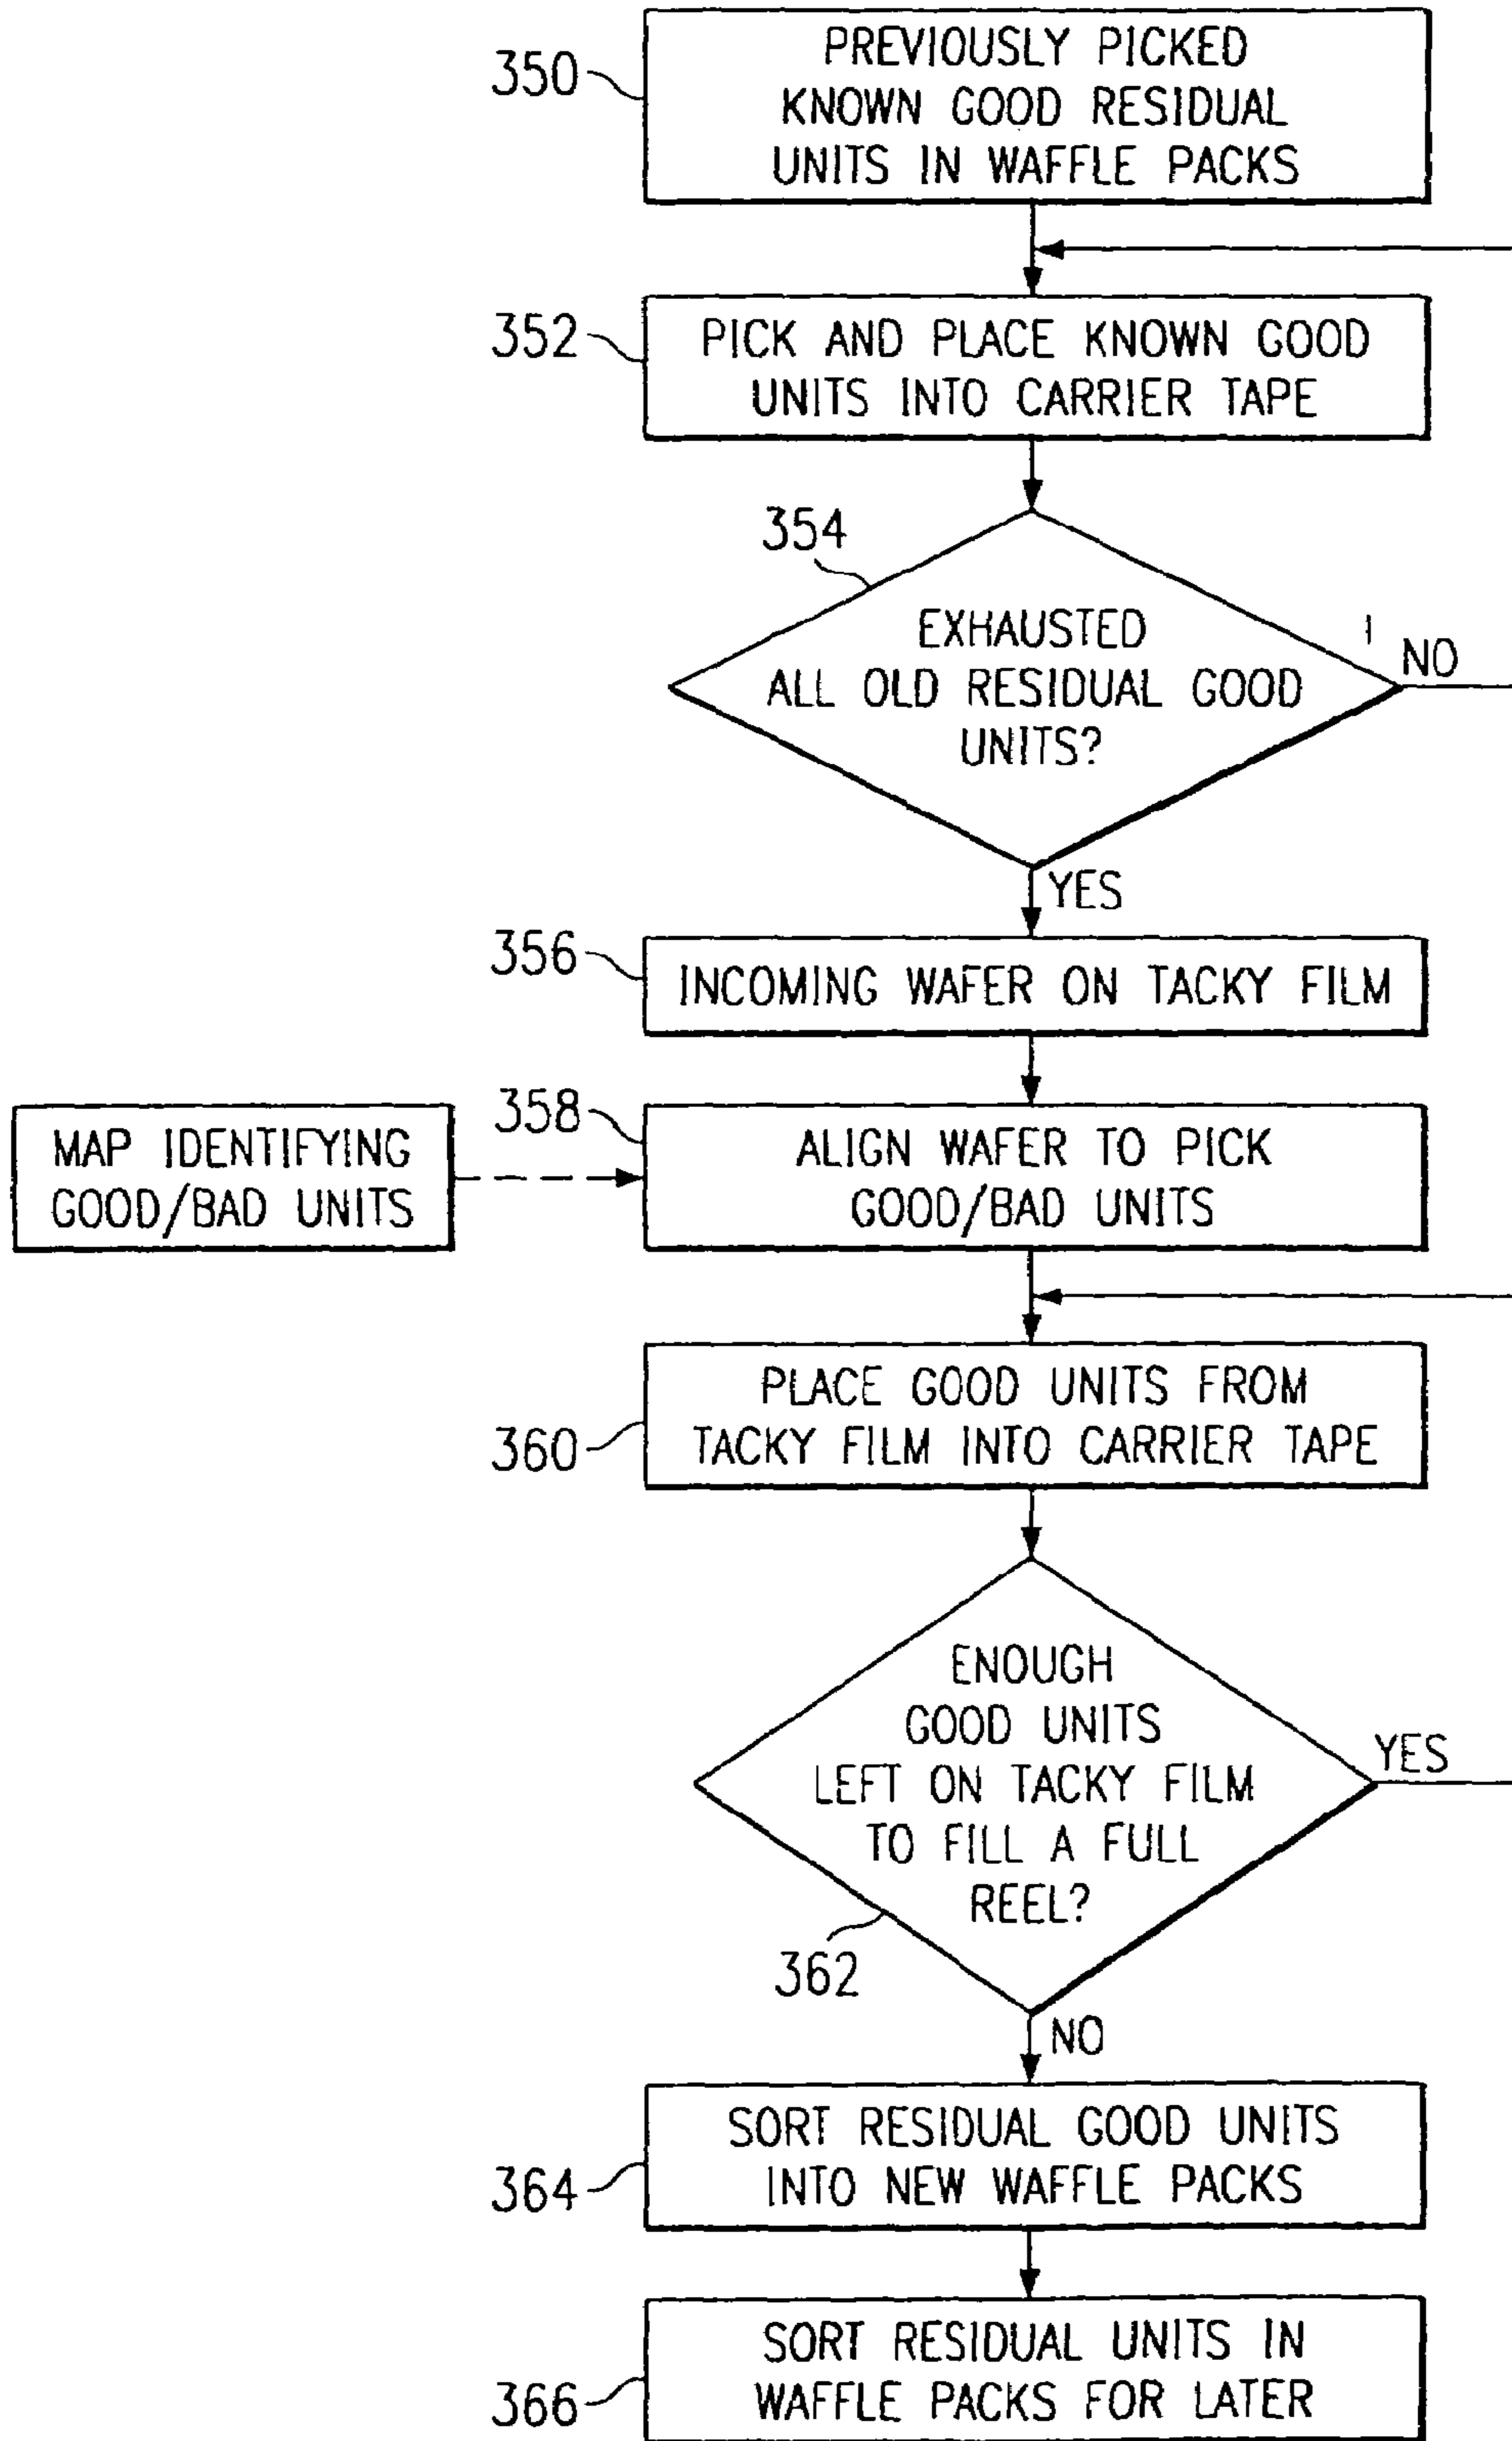 350
PREVIOUSLY PICKED
KNOWN GOOD RESIDUAL
UNITS IN WAFFLE PACKS
352
PICK AND PLACE KNOWN GOOD
UNITS INTO CARRIER TAPE
354
EXHAUSTED
ALL OLD RESIDUAL GOOD
UNITS?
NO
YES
356
INCOMING WAFER ON TACKY FILM
MAP IDENTIFYING
GOOD/BAD UNITS
358
ALIGN WAFER TO PICK
GOOD/BAD UNITS
360
PLACE GOOD UNITS FROM
TACKY FILM INTO CARRIER TAPE
ENOUGH
GOOD UNITS
LEFT ON TACKY FILM
TO FILL A FULL
REEL?
YES
362
NO
364
SORT RESIDUAL GOOD UNITS
INTO NEW WAFFLE PACKS
366
SORT RESIDUAL UNITS IN
WAFFLE PACKS FOR LATER